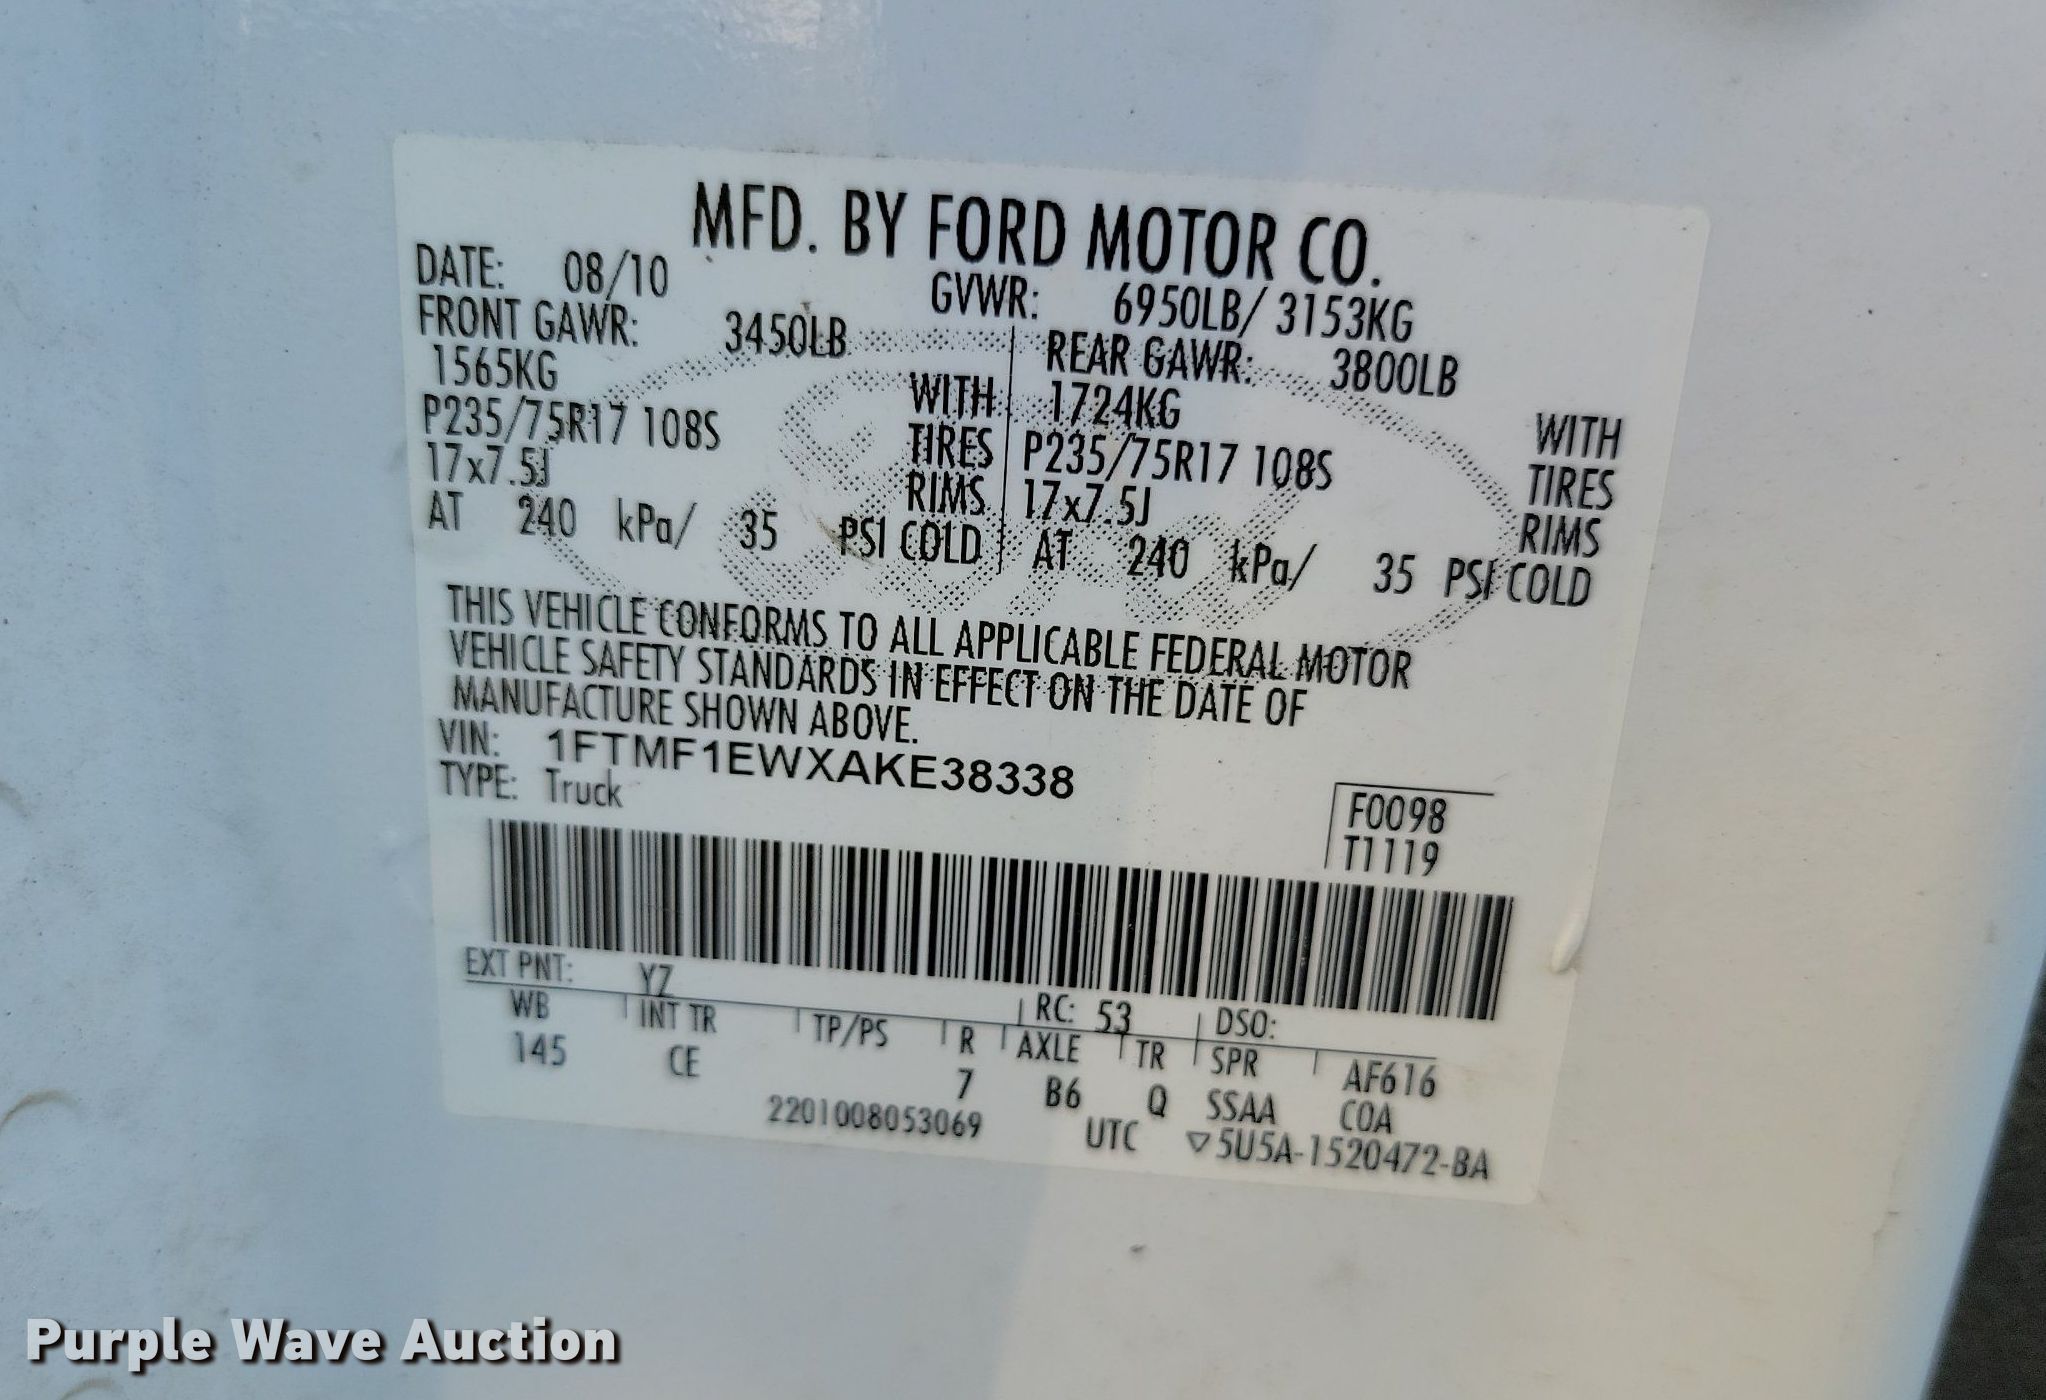 MFD. BY FORD MOTOR CO.
DATE: 08/10 GVWR: 6950LB/ 3153KG
FRONT GAWR: 3450LB REAR GAWR: 3800LB
1565KG WITH 1724KG WITH
P235/75R17 108S TIRES P235/75R17 108S TIRES
17x7.5J RIMS 17x7.5J RIMS
AT 240 kPa/ 35 PSI COLD AT 240 kPa/ 35 PSI COLD
THIS VEHICLE CONFORMS TO ALL APPLICABLE FEDERAL MOTOR
VEHICLE SAFETY STANDARDS IN EFFECT ON THE DATE OF
MANUFACTURE SHOWN ABOVE.
VIN: 1FTMF1EWXAKE38338
TYPE: Truck
F0098
T1119
EXT PNT: YZ RC: 53 DSO:
WB INT TR TP/PS R AXLE TR SPR AF616
145 CE 7 B6 Q SSAA COA
2201008053069 UTC ▽5U5A-1520472-BA
Purple Wave Auction